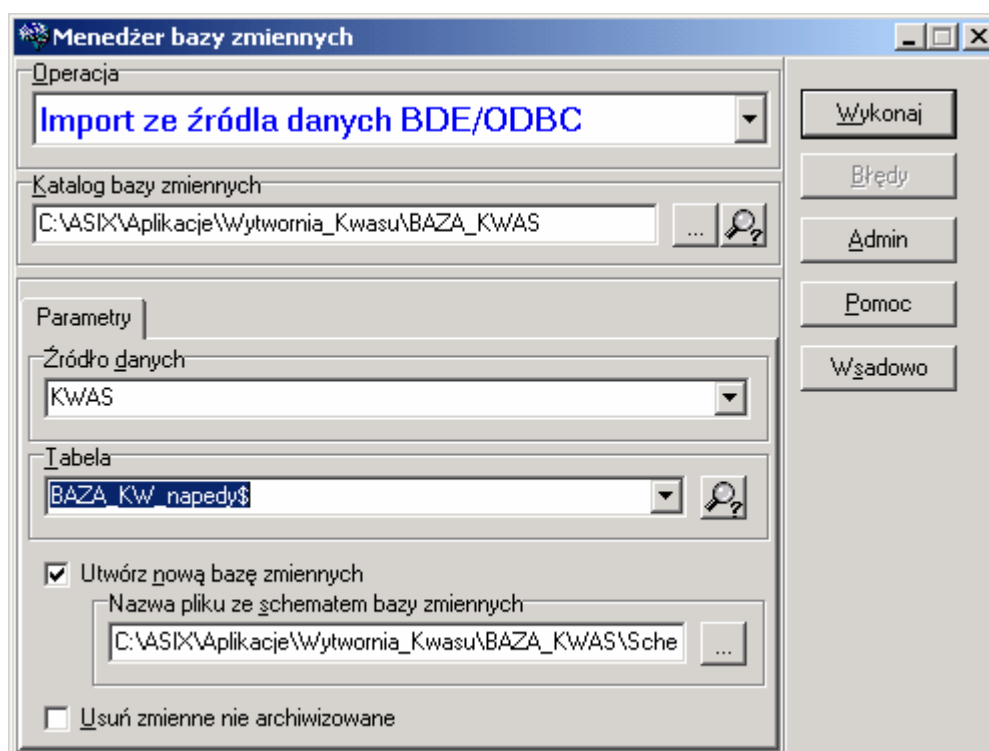 Menedżer bazy zmiennych
Operacja
Import ze źródła danych BDE/ODBC
Wykonaj
Błędy
Katalog bazy zmiennych
C:\ASIX\Aplikacje\Wytwornia_Kwasu\BAZA_KWAS
...
Admin
Pomoc
Parametry
Źródło danych
KWAS
Wsadowo
Tabela
BAZA_KW_napedy$
Utwórz nową bazę zmiennych
Nazwa pliku ze schematem bazy zmiennych
C:\ASIX\Aplikacje\Wytwornia_Kwasu\BAZA_KWAS\Sche
...
Usuń zmienne nie archiwizowane